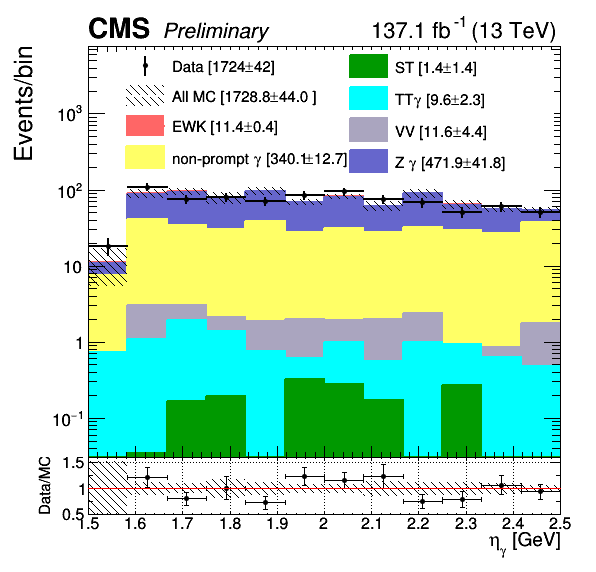 CMS Preliminary 137.1 fb⁻¹ (13 TeV)
Events/bin
Data [1724±42]
All MC [1728.8±44.0 ]
EWK [11.4±0.4]
non-prompt γ [340.1±12.7]
ST [1.4±1.4]
TTγ [9.6±2.3]
VV [11.6±4.4]
Z γ [471.9±41.8]
10³
10²
10
1
10⁻¹
Data/MC
1.5
1
0.5
1.5 1.6 1.7 1.8 1.9 2 2.1 2.2 2.3 2.4 2.5
ηγ [GeV]